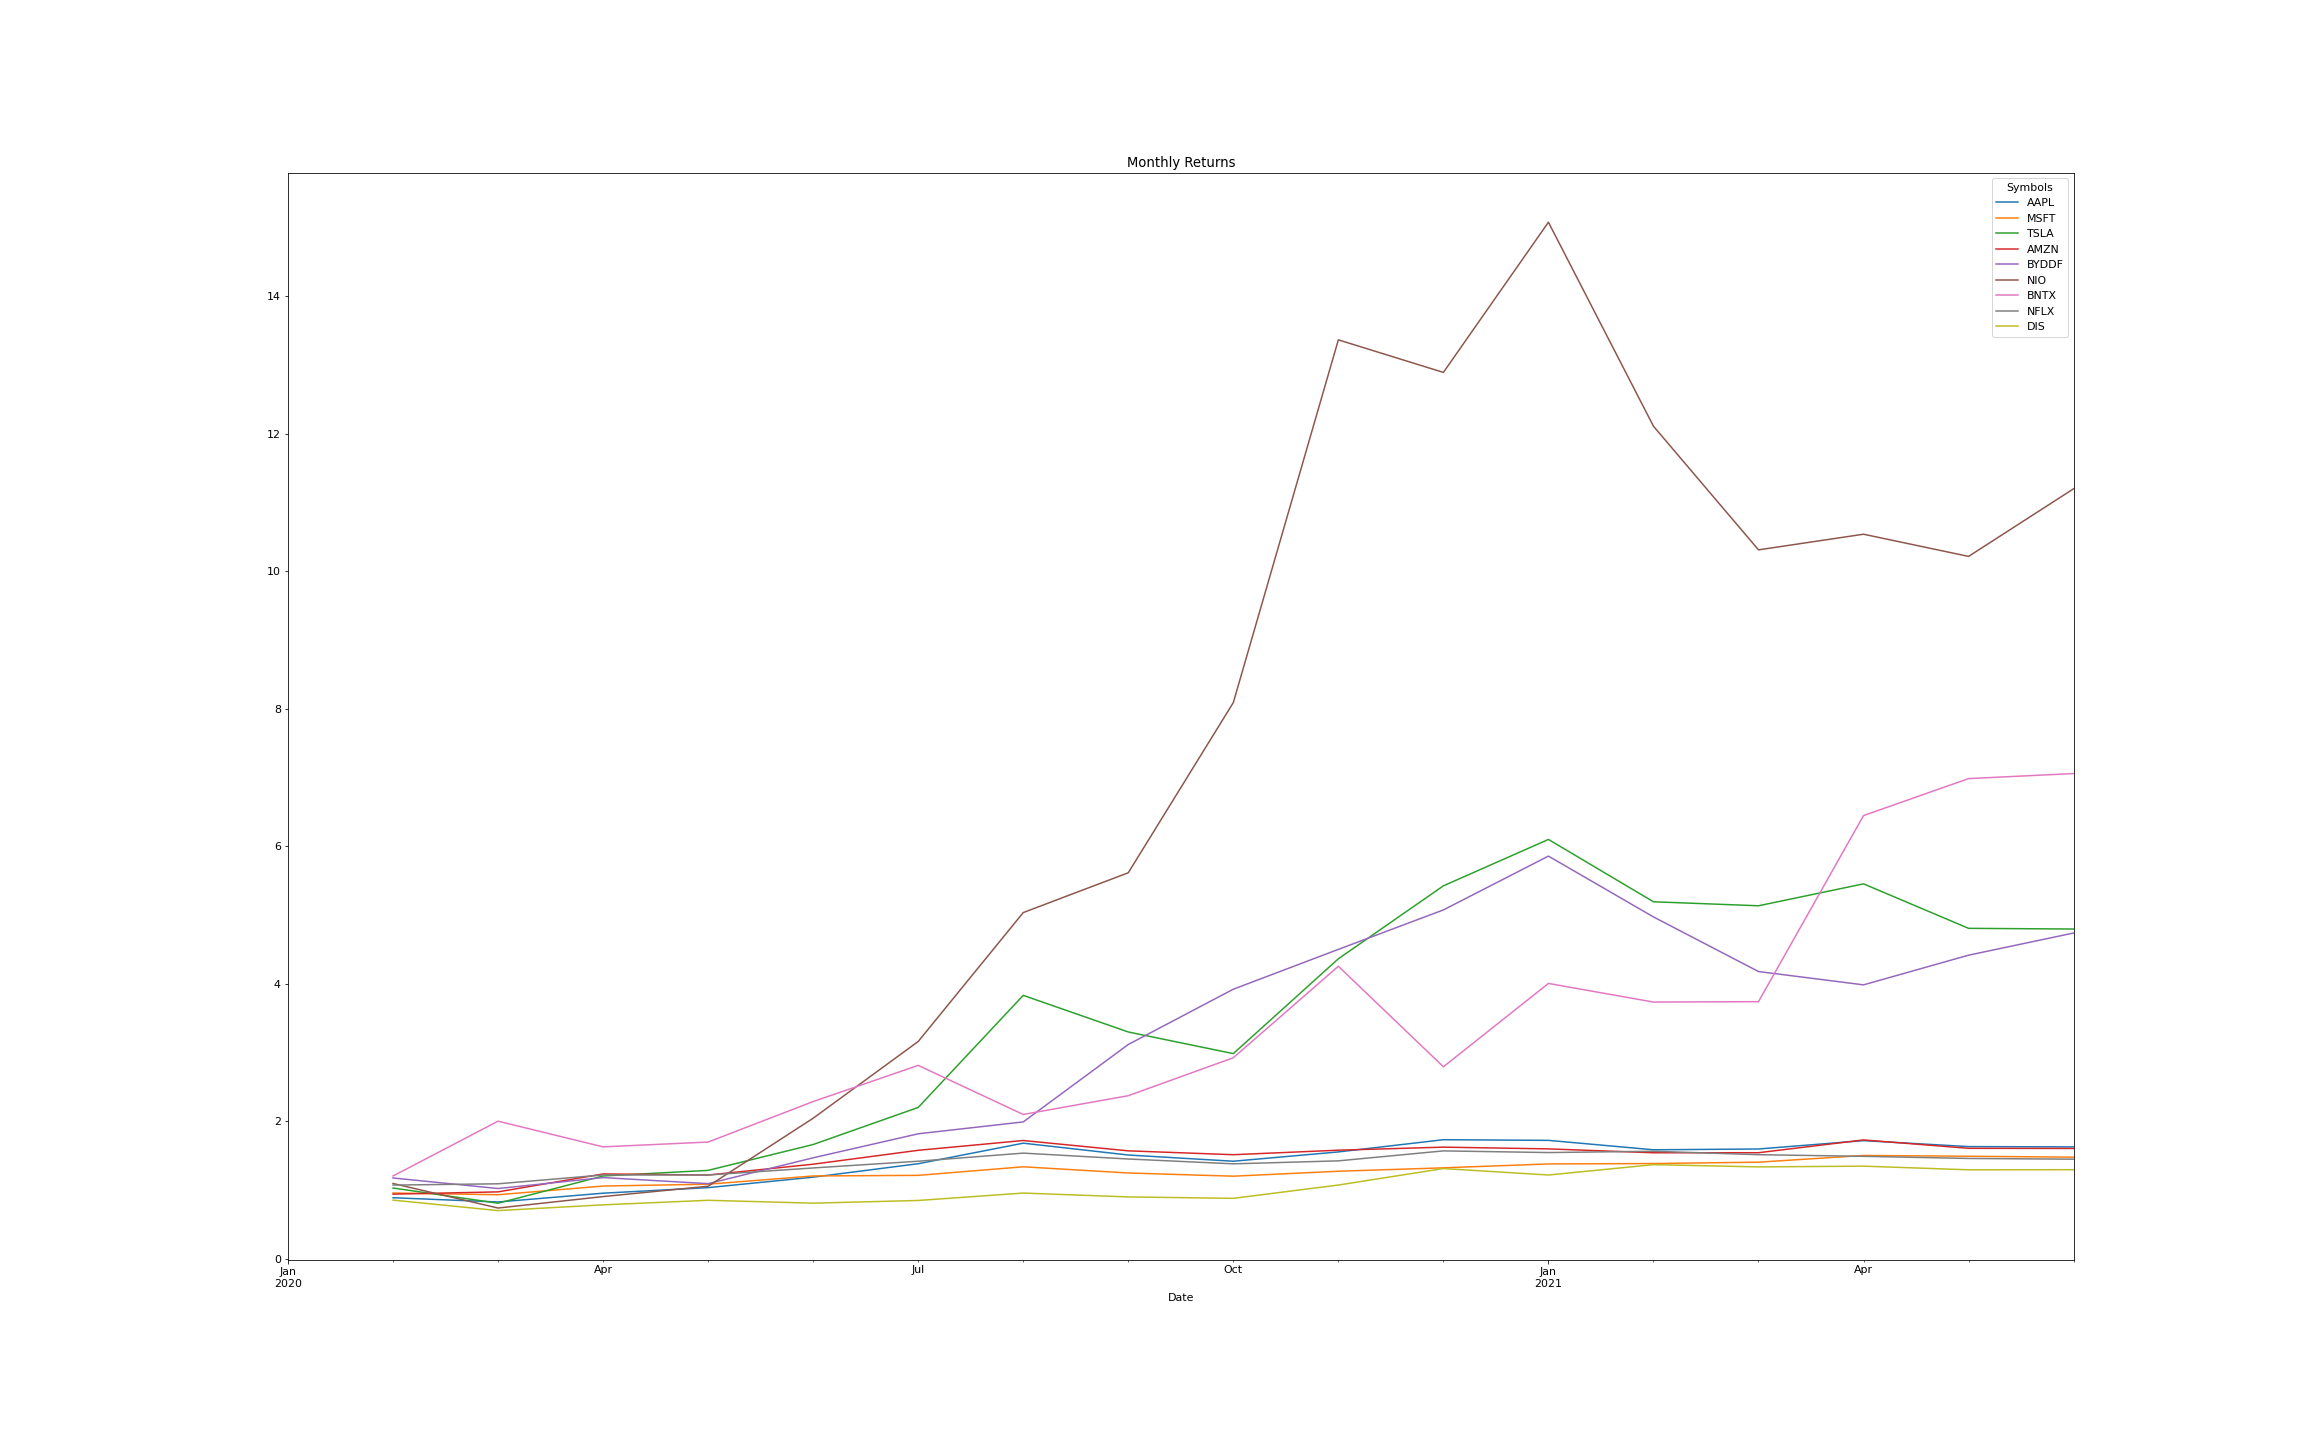 Monthly Returns
Symbols
AAPL
MSFT
TSLA
AMZN
BYDDF
NIO
BNTX
NFLX
DIS
14
12
10
8
6
4
2
0
Jan Apr Jul Oct Jan Apr
2020 2021
Date